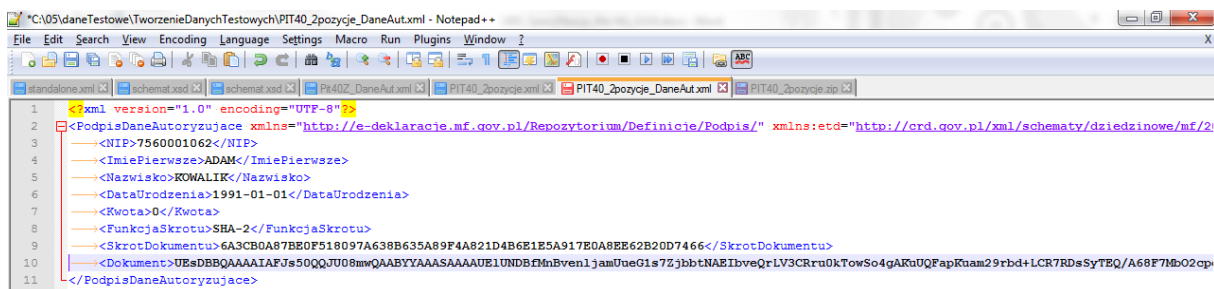 *C:\05\daneTestowe\TworzenieDanychTestowych\PIT40_2pozycje_DaneAut.xml - Notepad++
File Edit Search View Encoding Language Settings Macro Run Plugins Window ? X
standalone.xml schemat.xsd schemat.xsd Pit40Z_DaneAut.xml PIT40_2pozycje.xml PIT40_2pozycje_DaneAut.xml PIT40_2pozycje.zip
1 <?xml version="1.0" encoding="UTF-8"?>
2 <PodpisDaneAutoryzujace xmlns="http://e-deklaracje.mf.gov.pl/Repozytorium/Definicje/Podpis/" xmlns:etd="http://crd.gov.pl/xml/schematy/dziedzinowe/mf/2
3 <NIP>7560001062</NIP>
4 <ImiePierwsze>ADAM</ImiePierwsze>
5 <Nazwisko>KOWALIK</Nazwisko>
6 <DataUrodzenia>1991-01-01</DataUrodzenia>
7 <Kwota>0</Kwota>
8 <FunkcjaSkrotu>SHA-2</FunkcjaSkrotu>
9 <SkrotDokumentu>6A3CB0A87BE0F518097A638B635A89F4A821D4B6E1E5A917E0A8EE62B20D7466</SkrotDokumentu>
10 <Dokument>UEsDBBQAAAAIAFJs50QQJU08mwQAABYYAAASAAAAUElUNDBfMnBvenljamUueG1s7ZjbbtNAEIbveQrLV3CRru0kTowSo4gAKuUQFapKuam29rbd+LCR7RDsSyTEQ/A68F7MbO2cp
11 </PodpisDaneAutoryzujace>